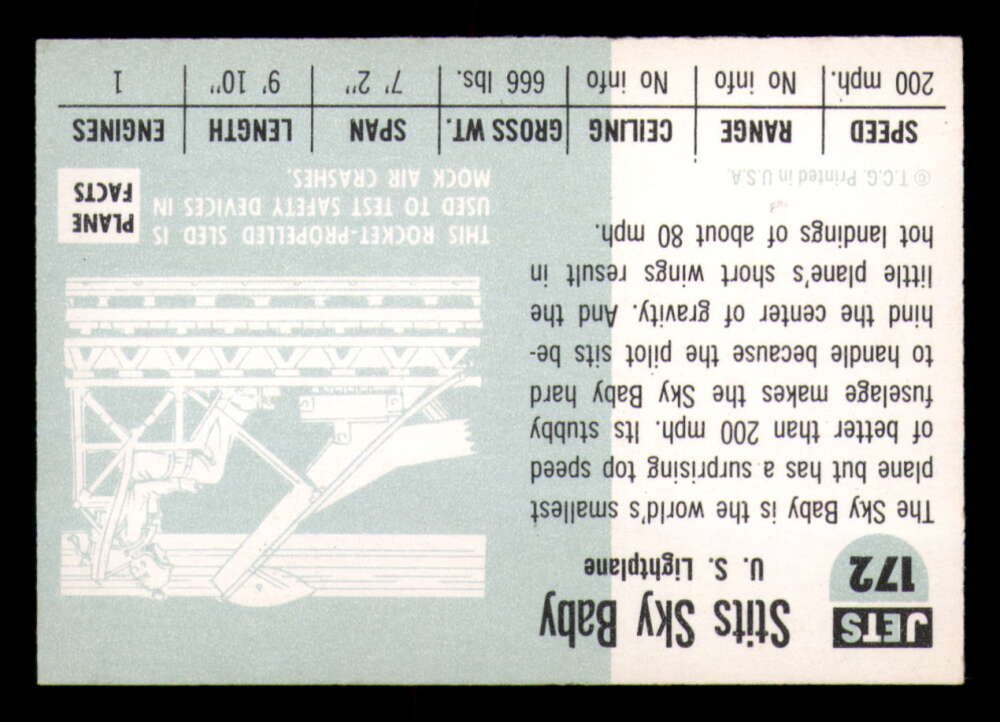 JETS
172
Stits Sky Baby
U. S. Lightplane
The Sky Baby is the world's smallest
plane but has a surprising top speed
of better than 200 mph. Its stubby
fuselage makes the Sky Baby hard
to handle because the pilot sits be-
hind the center of gravity. And the
little plane's short wings result in
hot landings of about 80 mph.
© T.C.G. Printed in U.S.A.
THIS ROCKET-PROPELLED SLED IS
USED TO TEST SAFETY DEVICES IN
MOCK AIR CRASHES.
PLANE
FACTS
SPEED RANGE CEILING GROSS WT. SPAN LENGTH ENGINES
200 mph. No info No info 666 lbs. 7' 2" 9' 10" 1